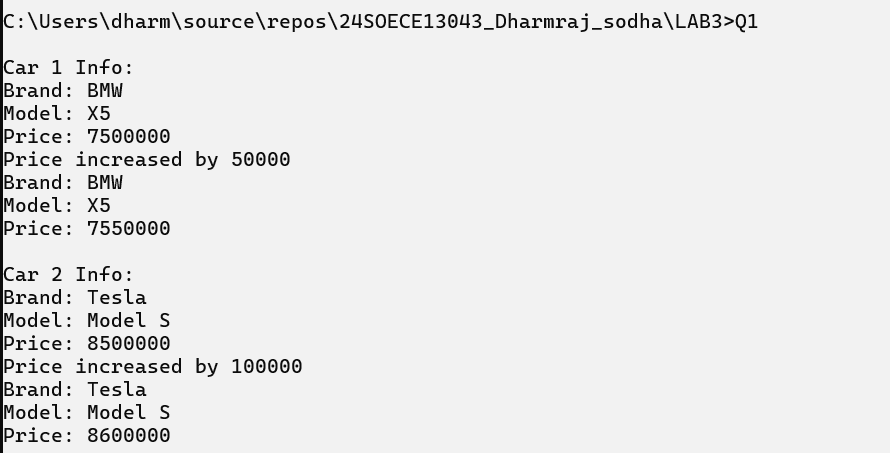 C:\Users\dharm\source\repos\24SOECE13043_Dharmraj_sodha\LAB3>Q1
Car 1 Info:
Brand: BMW
Model: X5
Price: 7500000
Price increased by 50000
Brand: BMW
Model: X5
Price: 7550000
Car 2 Info:
Brand: Tesla
Model: Model S
Price: 8500000
Price increased by 100000
Brand: Tesla
Model: Model S
Price: 8600000